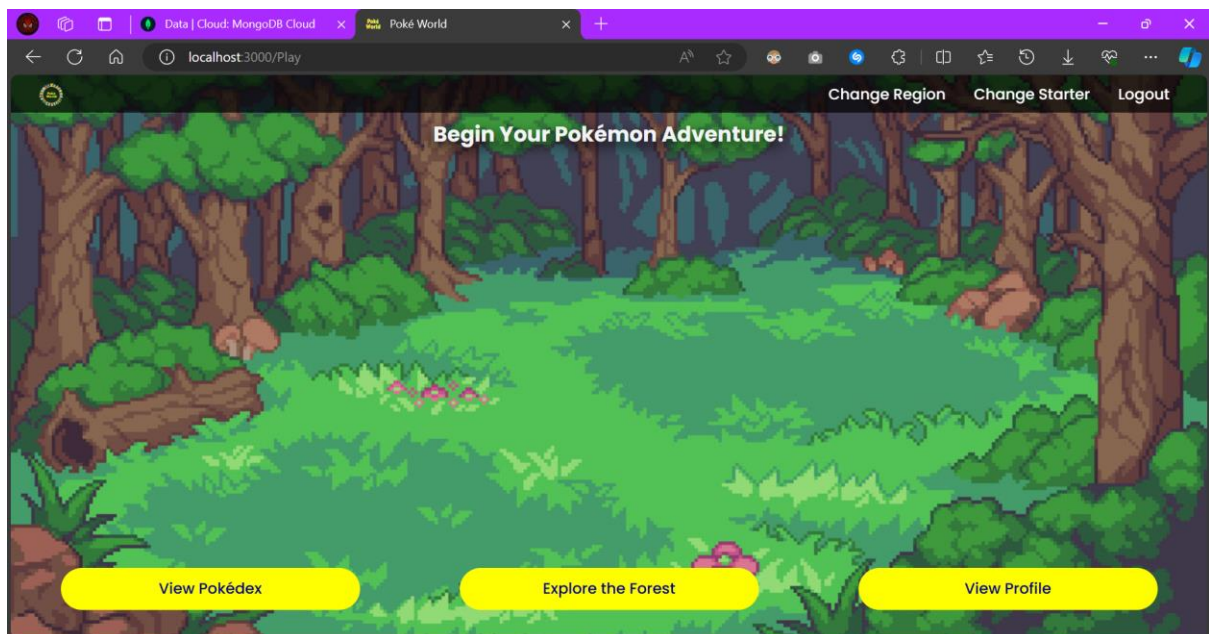 Data | Cloud: MongoDB Cloud
Poké World
localhost:3000/Play
Change Region
Change Starter
Logout
Begin Your Pokémon Adventure!
View Pokédex
Explore the Forest
View Profile